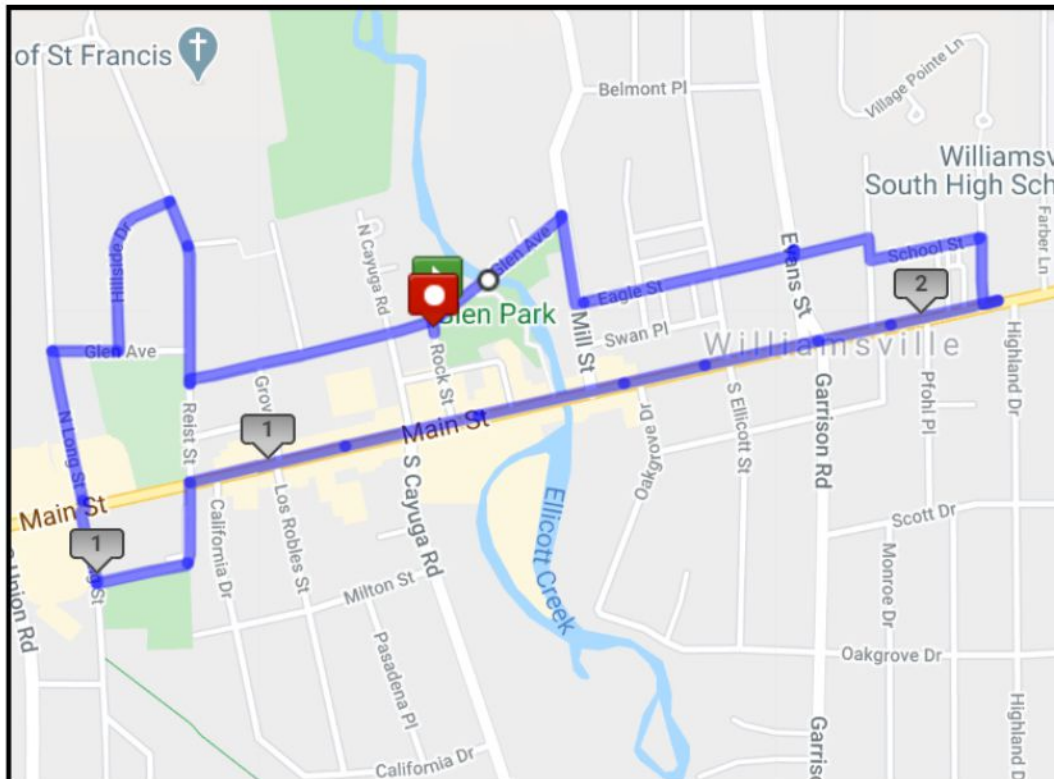 of St Francis
Belmont Pl
Village Pointe Ln
Williamsv
South High Sch
Farber Ln
N Cayuga Rd
Hillside Dr
Glen Ave
Evans St
School St
2
Eagle St
Glen Park
Mill St
Swan Pl
Williamsville
Glen Ave
Rock St
Grov
Reist St
N Long St
1
Main St
S Cayuga Rd
Oakgrove Dr
S Ellicott St
Garrison Rd
Pfohl Pl
Highland Dr
Main St
1
ng St
Union Rd
California Dr
Los Robles St
Ellicott Creek
Scott Dr
Monroe Dr
Milton St
Pasadena Pl
Oakgrove Dr
Highland D
Garris
California Dr